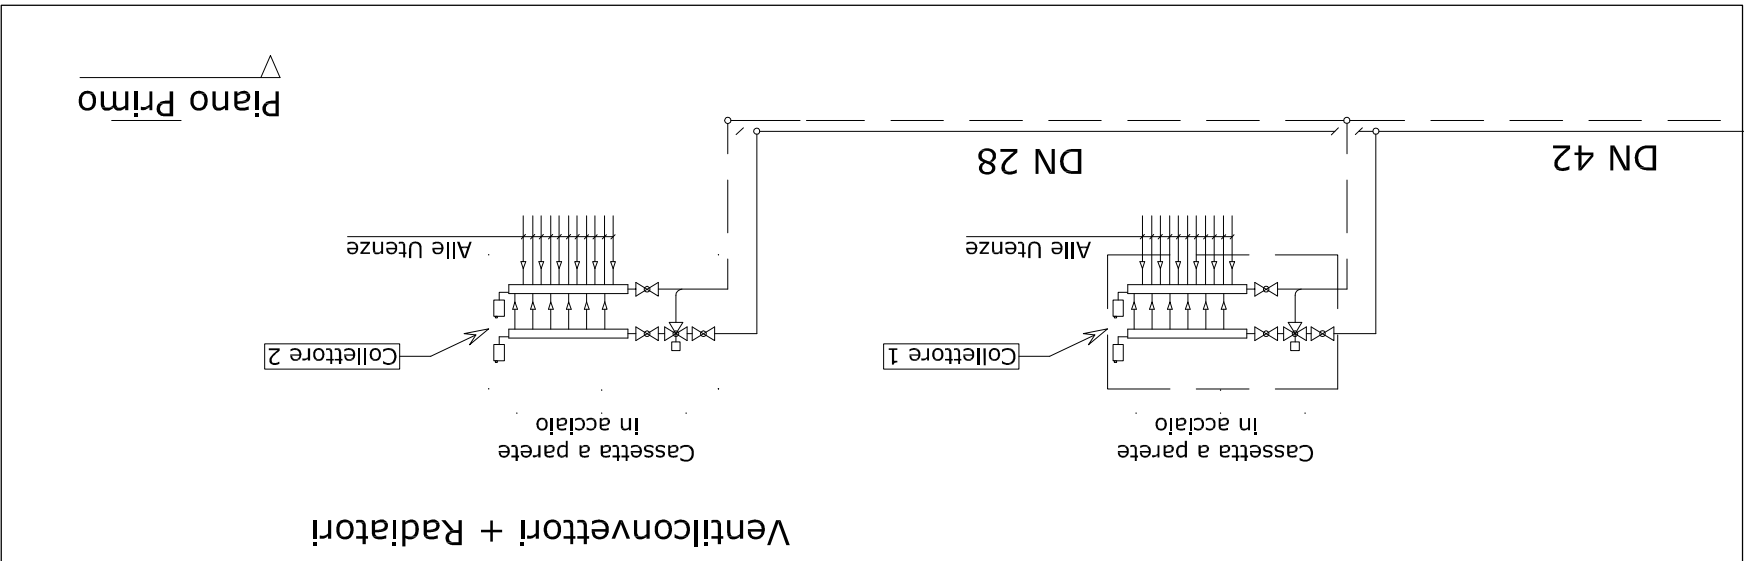 Ventilconvettori + Radiatori
Cassetta a parete
in acciaio
Cassetta a parete
in acciaio
Collettore 1
Collettore 2
Alle Utenze
Alle Utenze
DN 42
DN 28
Piano Primo